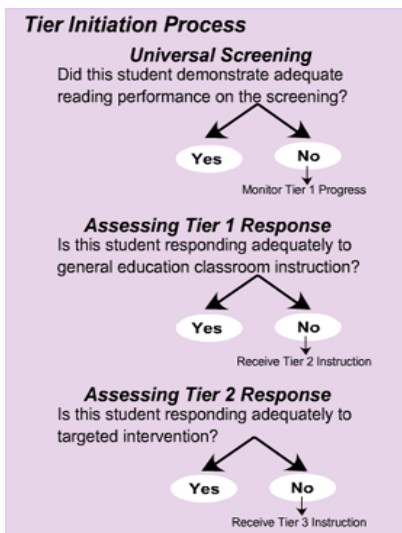 Tier Initiation Process
Universal Screening
Did this student demonstrate adequate
reading performance on the screening?
Yes
No
Monitor Tier 1 Progress
Assessing Tier 1 Response
Is this student responding adequately to
general education classroom instruction?
Yes
No
Receive Tier 2 Instruction
Assessing Tier 2 Response
Is this student responding adequately to
targeted intervention?
Yes
No
Receive Tier 3 Instruction